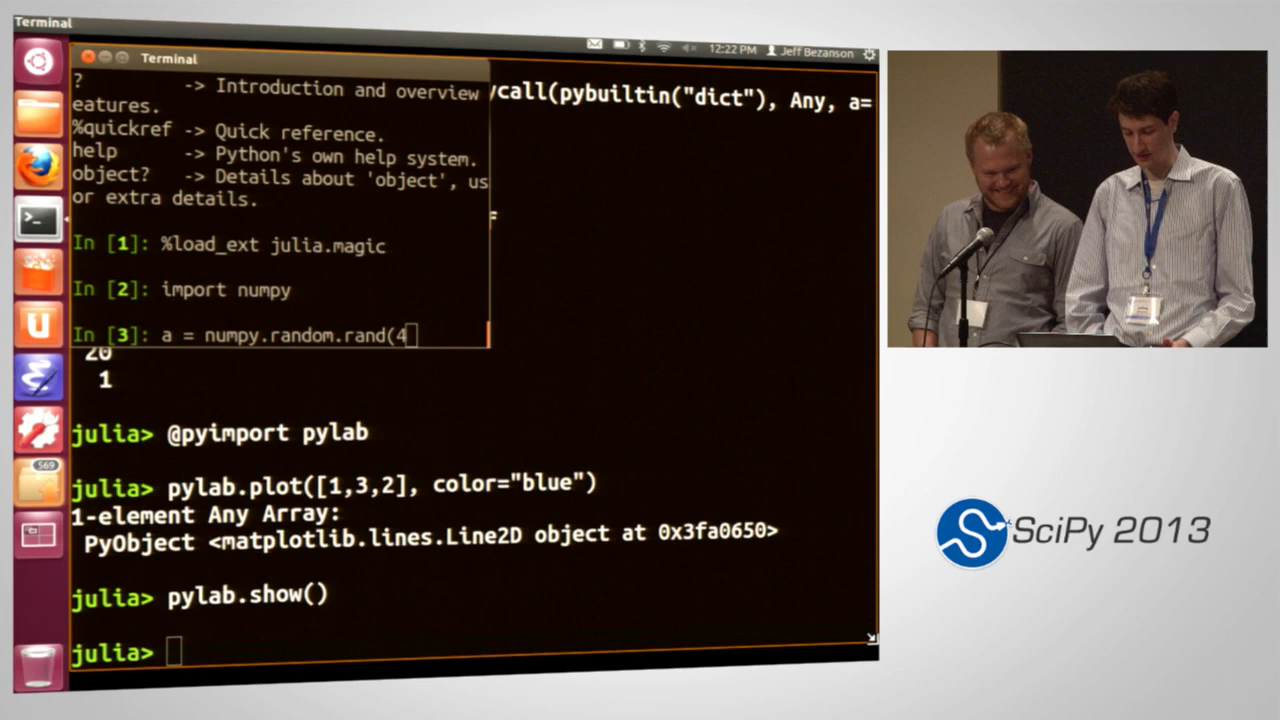 Terminal
12:22 PM Jeff Bezanson
Terminal
? -> Introduction and overview
eatures.
%quickref -> Quick reference.
help -> Python's own help system.
object? -> Details about 'object', us
or extra details.
In [1]: %load_ext julia.magic
In [2]: import numpy
In [3]: a = numpy.random.rand(4
ycall(pybuiltin("dict"), Any, a=
=
20
1
julia> @pyimport pylab
julia> pylab.plot([1,3,2], color="blue")
1-element Any Array:
PyObject <matplotlib.lines.Line2D object at 0x3fa0650>
julia> pylab.show()
julia>
569
SciPy 2013